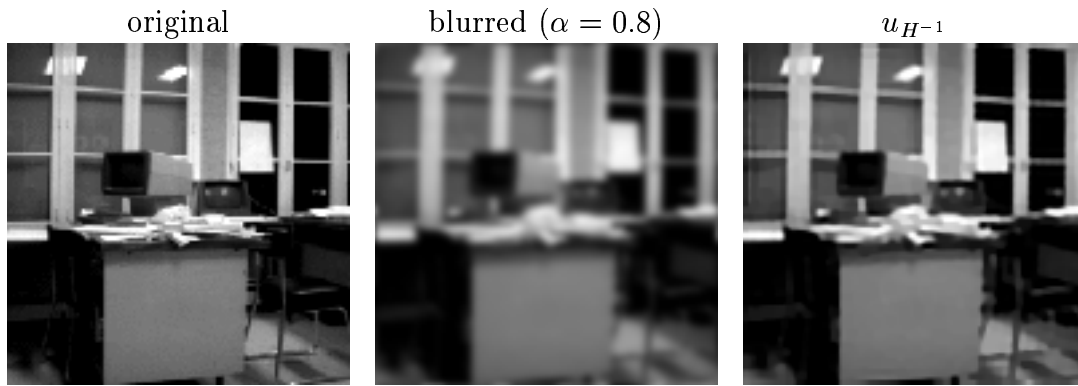 original
blurred (α = 0.8)
u_{H^{-1}}